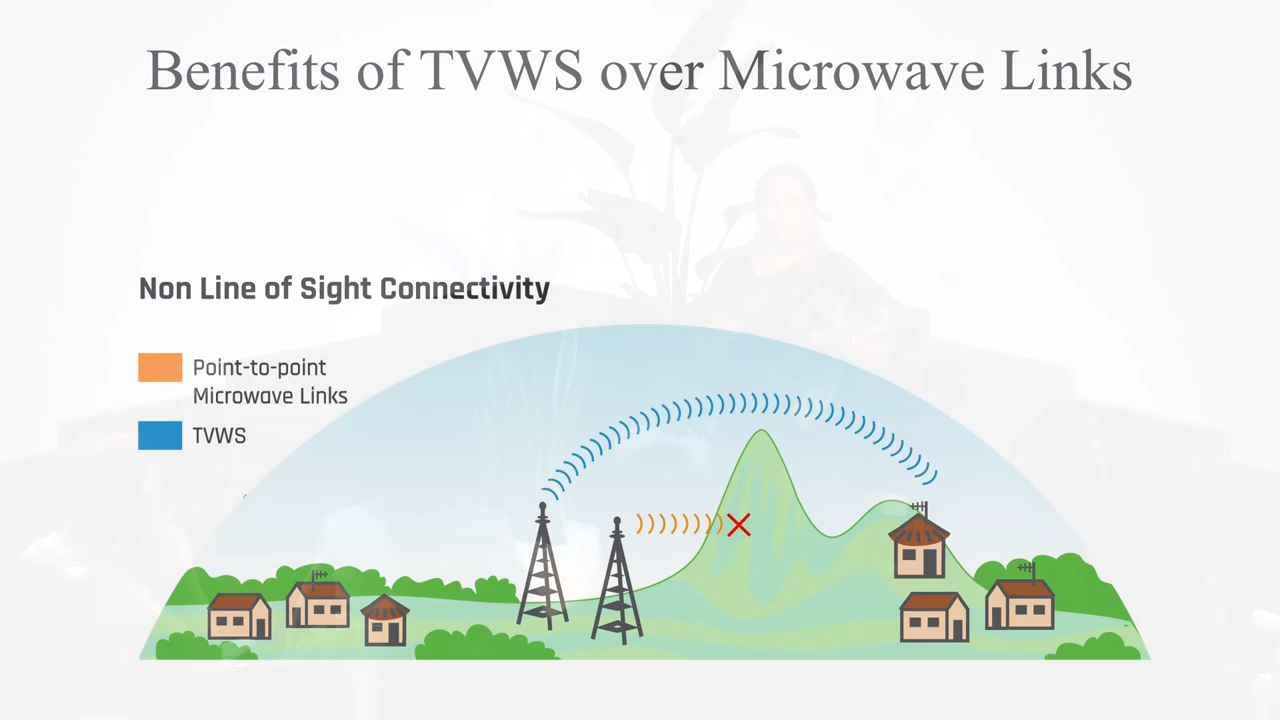 Benefits of TVWS over Microwave Links
Non Line of Sight Connectivity
Point-to-point
Microwave Links
TVWS